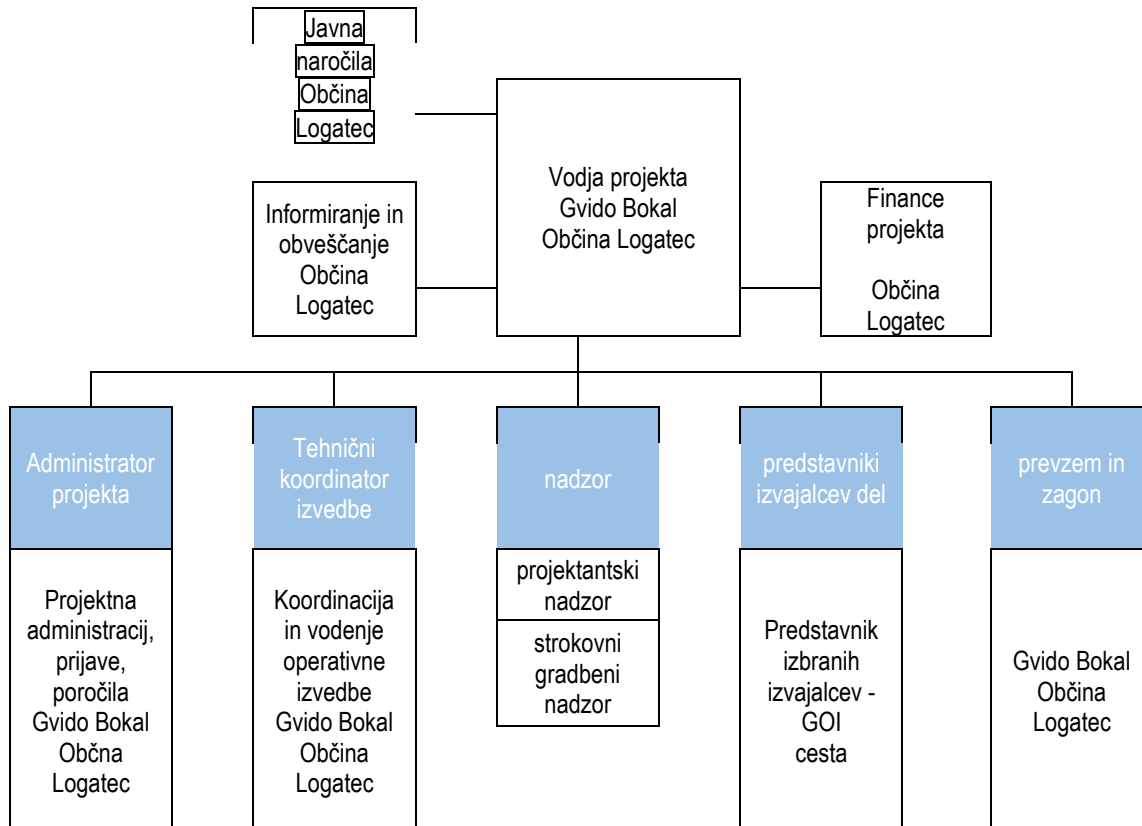 Javna
naročila
Občina
Logatec
Vodja projekta
Gvido Bokal
Občina Logatec
Informiranje in
obveščanje
Občina
Logatec
Finance
projekta
Občina
Logatec
Administrator
projekta
Tehnični
koordinator
izvedbe
nadzor
predstavniki
izvajalcev del
prevzem in
zagon
Projektna
administracij,
prijave,
poročila
Gvido Bokal
Občna
Logatec
Koordinacija
in vodenje
operativne
izvedbe
Gvido Bokal
Občina
Logatec
projektantski
nadzor
strokovni
gradbeni
nadzor
Predstavnik
izbranih
izvajalcev -
GOI
cesta
Gvido Bokal
Občina
Logatec